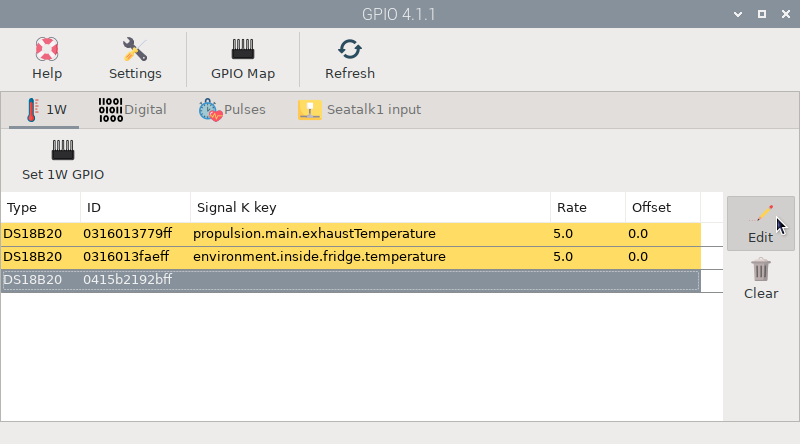 GPIO 4.1.1
Help Settings GPIO Map Refresh
1W Digital Pulses Seatalk1 input
Set 1W GPIO
Type ID Signal K key Rate Offset
DS18B20 0316013779ff propulsion.main.exhaustTemperature 5.0 0.0
DS18B20 0316013faeff environment.inside.fridge.temperature 5.0 0.0
DS18B20 0415b2192bff
Edit
Clear